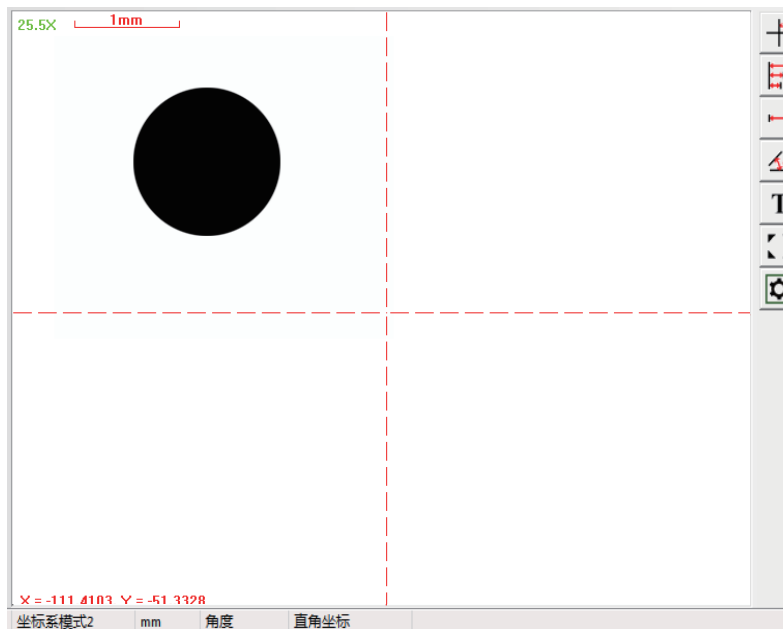 25.5X 1mm
T
X = -111.4103 Y = -51.3328
坐标系模式2 mm 角度 直角坐标